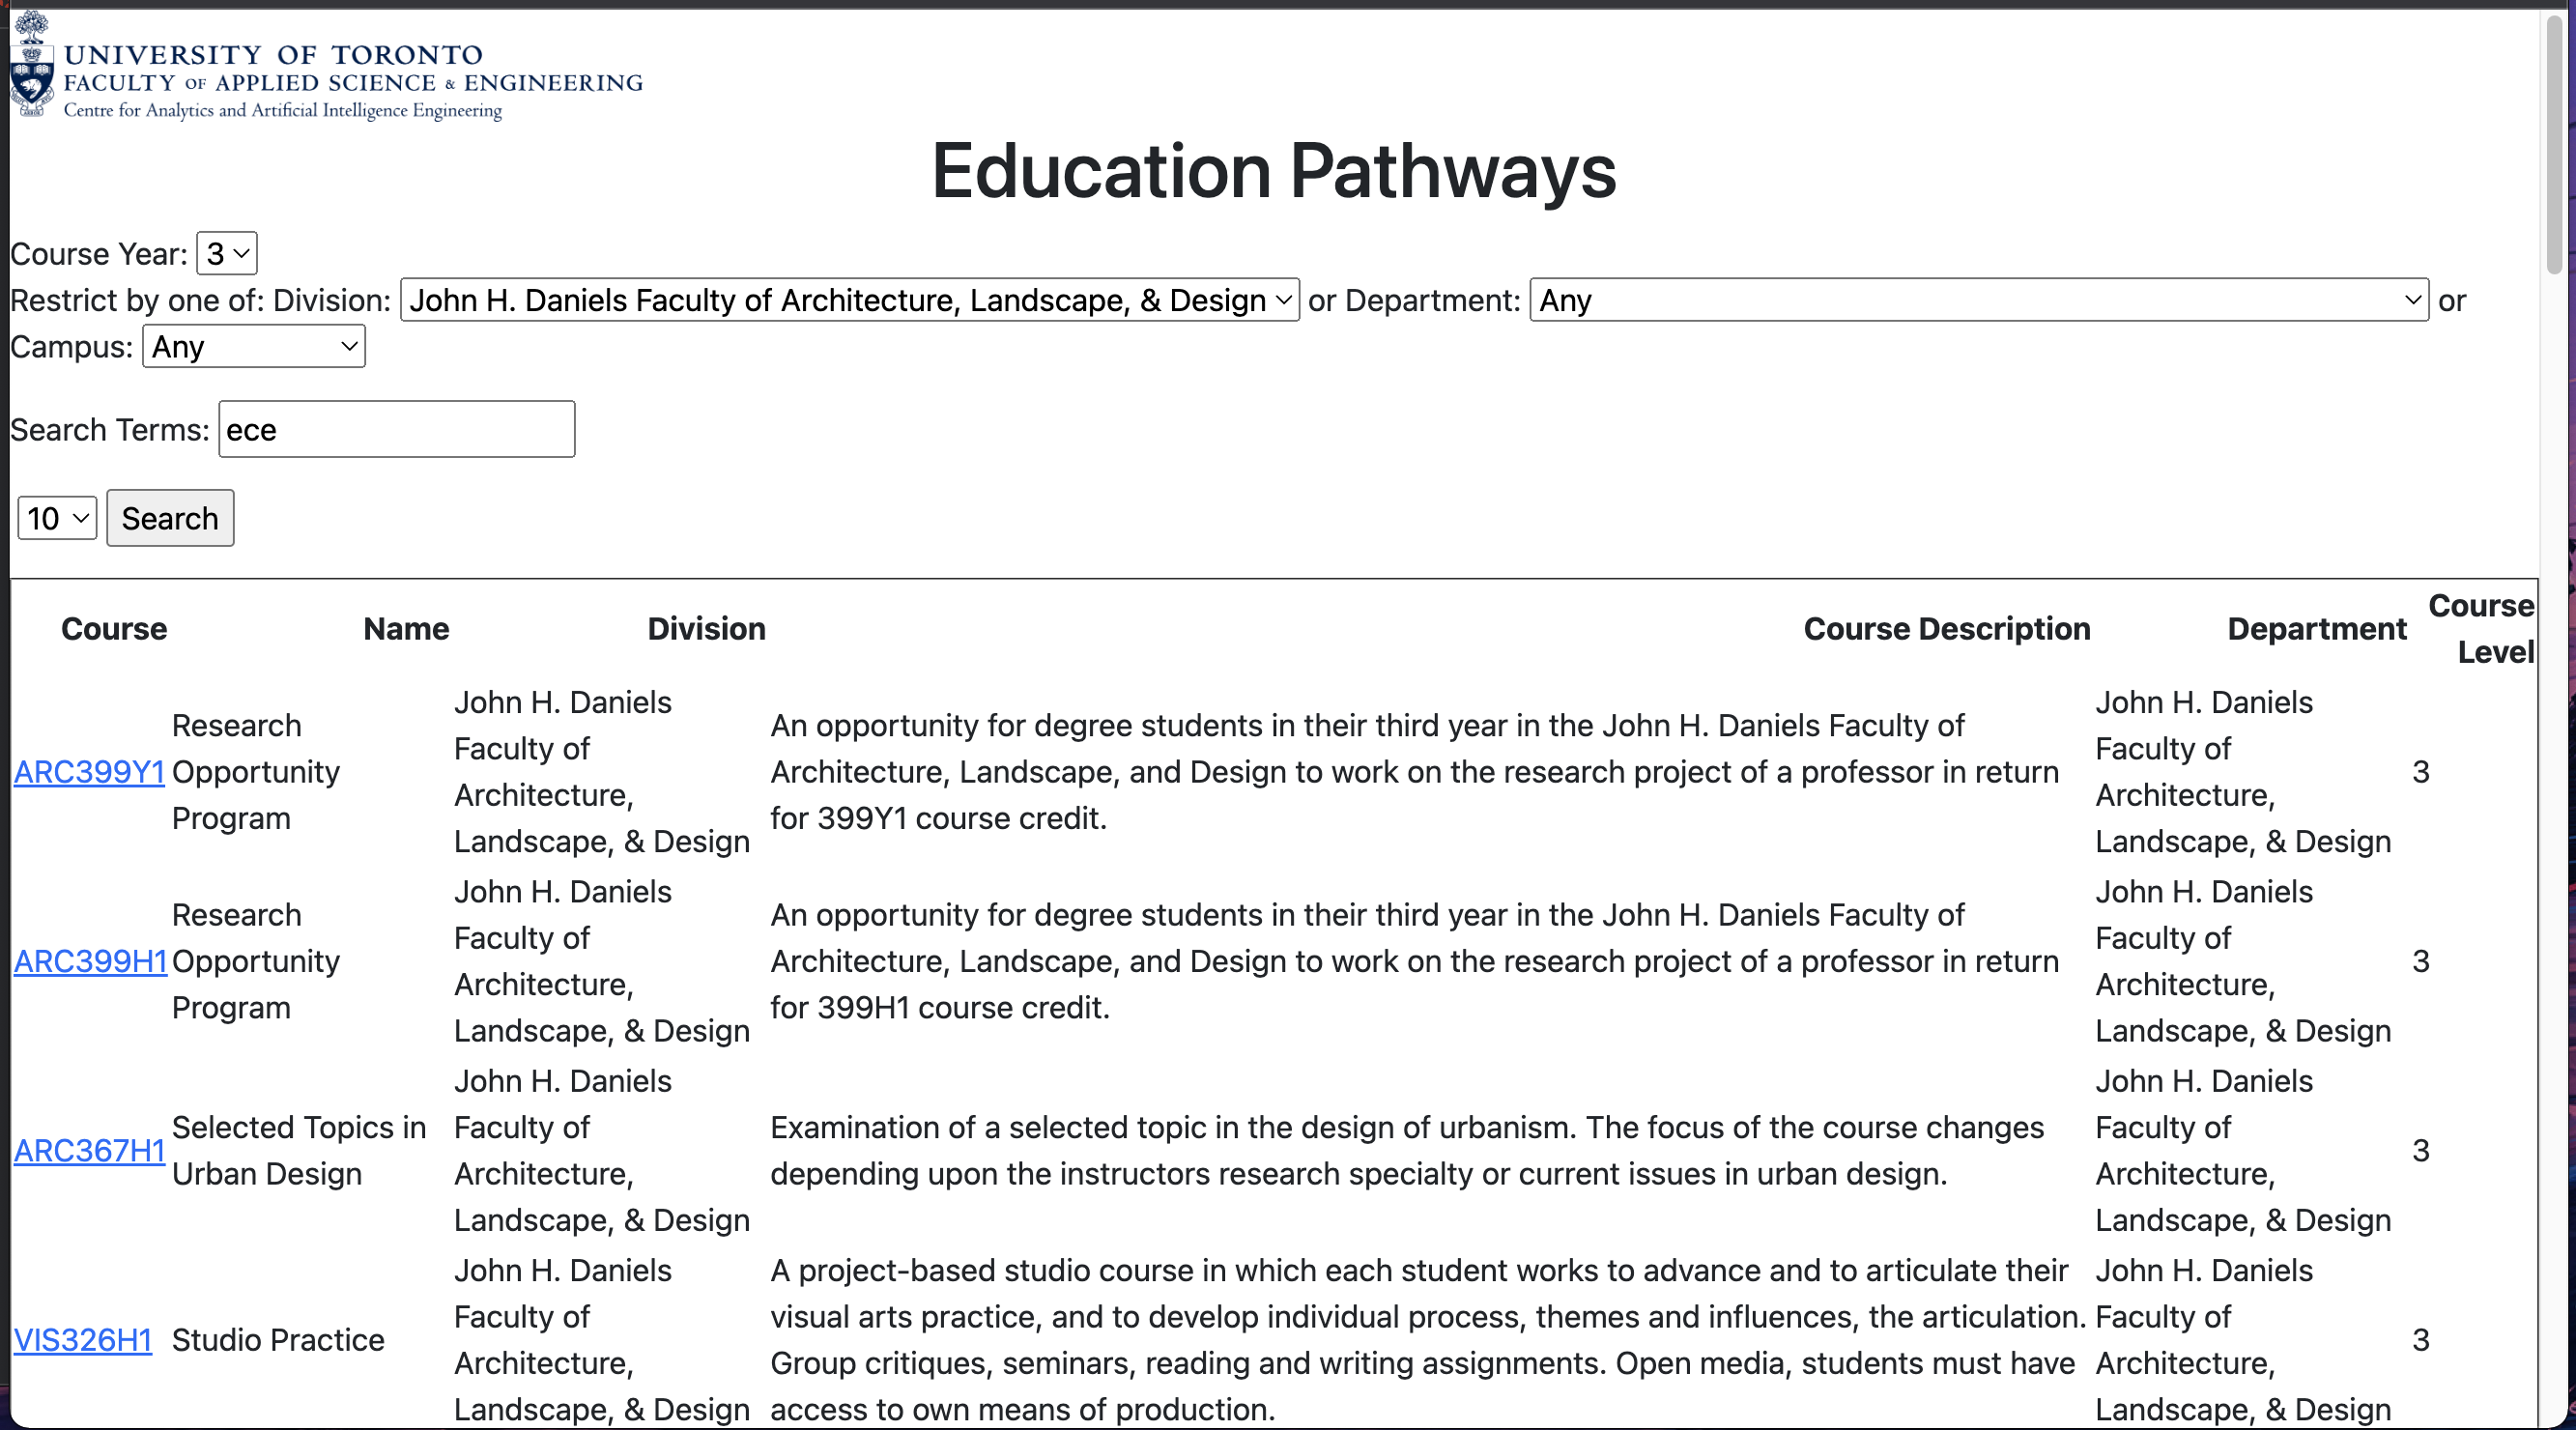 UNIVERSITY OF TORONTO
FACULTY OF APPLIED SCIENCE & ENGINEERING
Centre for Analytics and Artificial Intelligence Engineering
Education Pathways
Course Year: 3
Restrict by one of: Division: John H. Daniels Faculty of Architecture, Landscape, & Design or Department: Any or
Campus: Any
Search Terms: ece
10 Search
Course Name Division Course Description Department Course Level
ARC399Y1
Research
Opportunity
Program
John H. Daniels
Faculty of
Architecture,
Landscape, & Design
An opportunity for degree students in their third year in the John H. Daniels Faculty of
Architecture, Landscape, and Design to work on the research project of a professor in return
for 399Y1 course credit.
John H. Daniels
Faculty of
Architecture,
Landscape, & Design
3
ARC399H1
Research
Opportunity
Program
John H. Daniels
Faculty of
Architecture,
Landscape, & Design
An opportunity for degree students in their third year in the John H. Daniels Faculty of
Architecture, Landscape, and Design to work on the research project of a professor in return
for 399H1 course credit.
John H. Daniels
Faculty of
Architecture,
Landscape, & Design
3
ARC367H1
Selected Topics in
Urban Design
John H. Daniels
Faculty of
Architecture,
Landscape, & Design
Examination of a selected topic in the design of urbanism. The focus of the course changes
depending upon the instructors research specialty or current issues in urban design.
John H. Daniels
Faculty of
Architecture,
Landscape, & Design
3
VIS326H1
Studio Practice
John H. Daniels
Faculty of
Architecture,
Landscape, & Design
A project-based studio course in which each student works to advance and to articulate their
visual arts practice, and to develop individual process, themes and influences, the articulation.
Group critiques, seminars, reading and writing assignments. Open media, students must have
access to own means of production.
John H. Daniels
Faculty of
Architecture,
Landscape, & Design
3